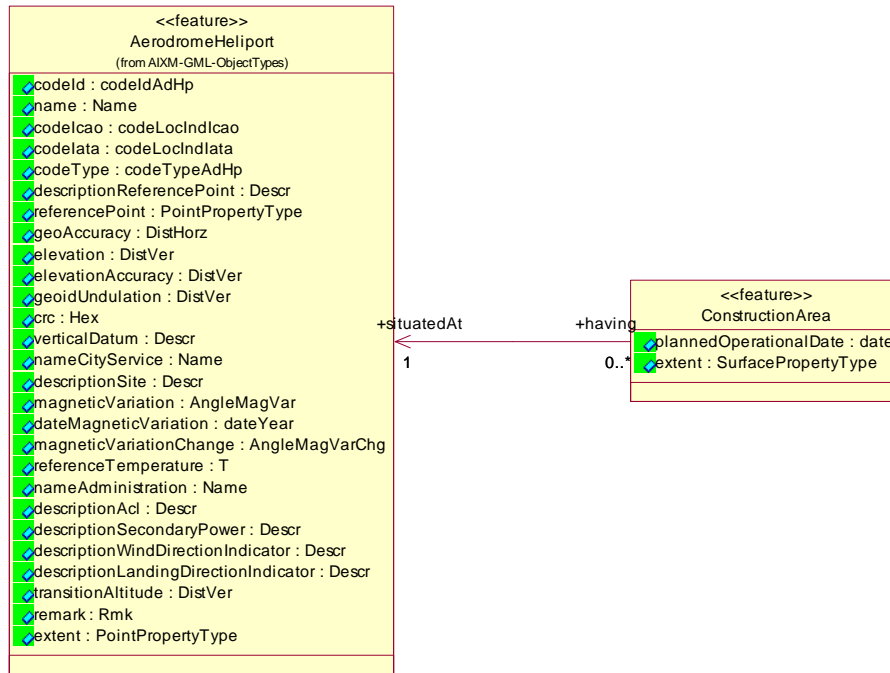 <<feature>>
AerodromeHeliport
(from AIXM-GML-ObjectTypes)
codeId : codeIdAdHp
name : Name
codeIcao : codeLocIndIcao
codeIata : codeLocIndIata
codeType : codeTypeAdHp
descriptionReferencePoint : Descr
referencePoint : PointPropertyType
geoAccuracy : DistHorz
elevation : DistVer
elevationAccuracy : DistVer
geoidUndulation : DistVer
crc : Hex
verticalDatum : Descr
nameCityService : Name
descriptionSite : Descr
magneticVariation : AngleMagVar
dateMagneticVariation : dateYear
magneticVariationChange : AngleMagVarChg
referenceTemperature : T
nameAdministration : Name
descriptionAcl : Descr
descriptionSecondaryPower : Descr
descriptionWindDirectionIndicator : Descr
descriptionLandingDirectionIndicator : Descr
transitionAltitude : DistVer
remark : Rmk
extent : PointPropertyType
+situatedAt
1
+having
0..*
<<feature>>
ConstructionArea
plannedOperationalDate : date
extent : SurfacePropertyType